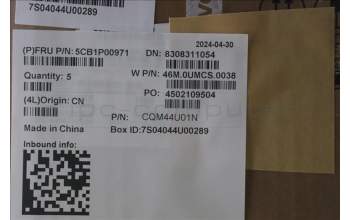 7S04044U00289
2024-04-30
(P)FRU P/N: 5CB1P00971 DN: 8308311054
Quantity: 5 W P/N: 46M.0UMCS.0038
PO: 4502109504
(4L)Origin: CN
P/N: CQM44U01N
Made in China Box ID:7S04044U00289
Inbound info: